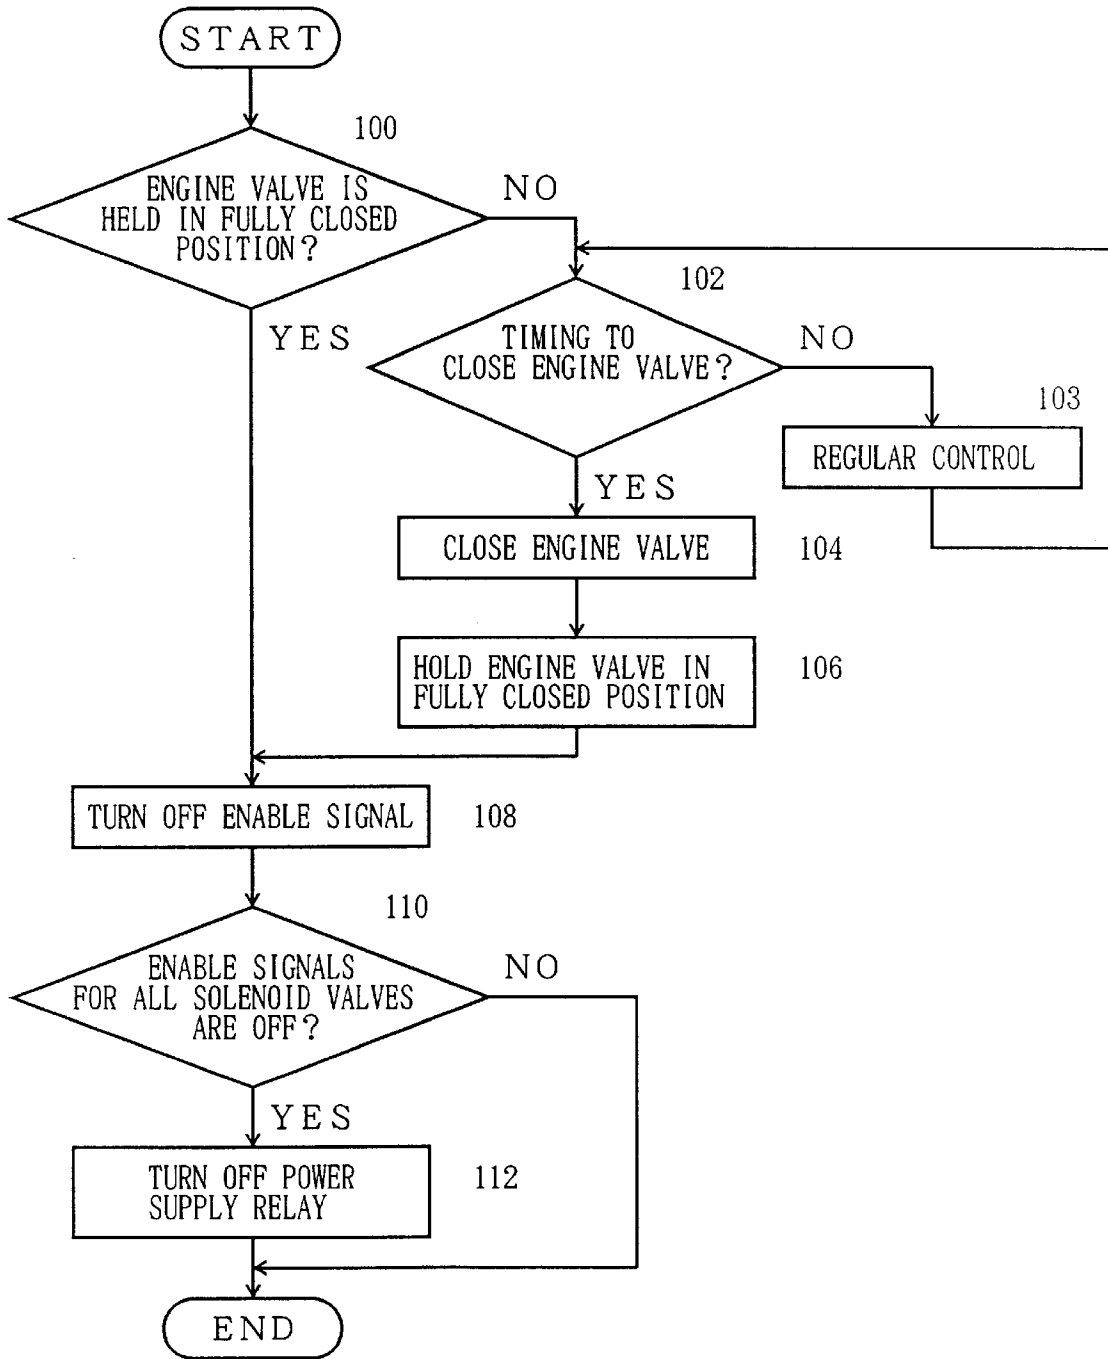 START
100
ENGINE VALVE IS
HELD IN FULLY CLOSED
POSITION?
NO
YES
102
TIMING TO
CLOSE ENGINE VALVE?
NO
103
REGULAR CONTROL
YES
CLOSE ENGINE VALVE
104
HOLD ENGINE VALVE IN
FULLY CLOSED POSITION
106
TURN OFF ENABLE SIGNAL
108
110
ENABLE SIGNALS
FOR ALL SOLENOID VALVES
ARE OFF?
NO
YES
TURN OFF POWER
SUPPLY RELAY
112
END